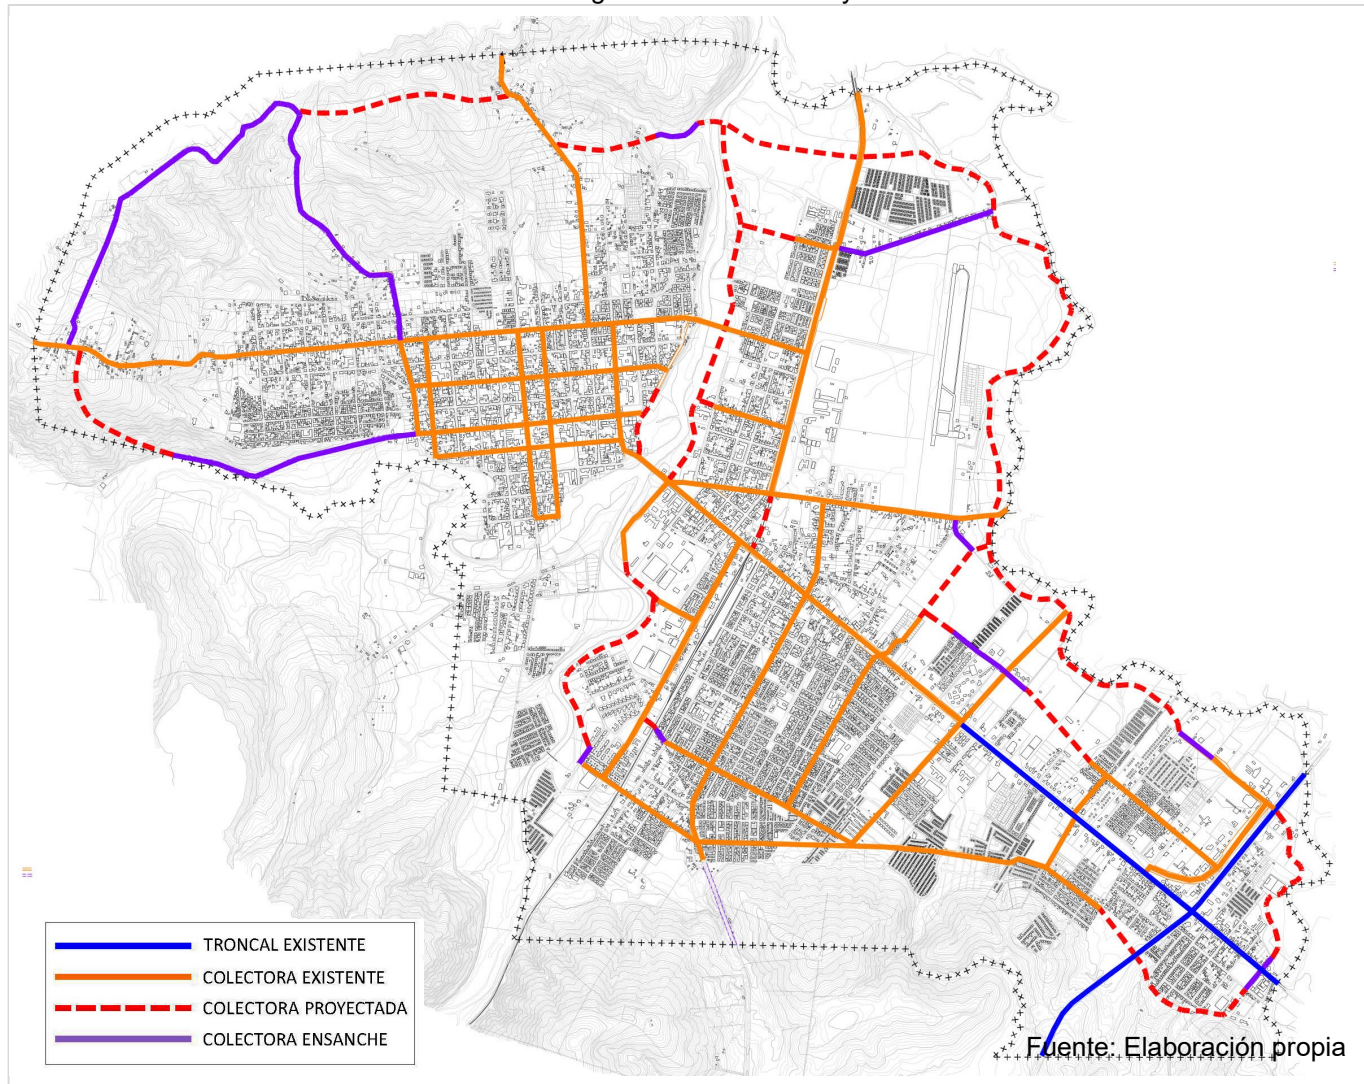 TRONCAL EXISTENTE
COLECTORA EXISTENTE
COLECTORA PROYECTADA
COLECTORA ENSANCHE
Fuente: Elaboración propia